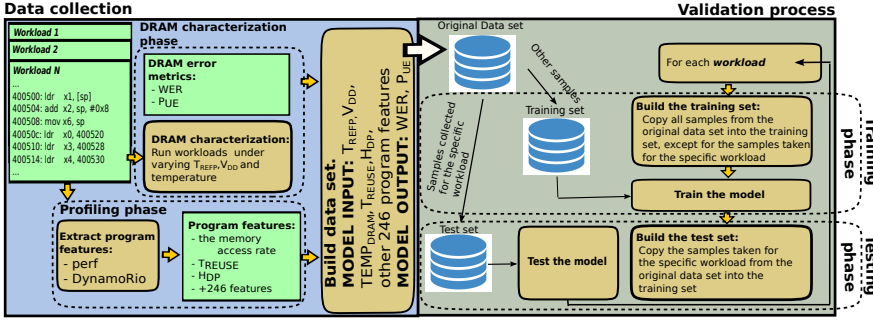 Data collection
Workload 1
Workload 2
Workload N
...
400500: ldr x1, [sp]
400504: add x2, sp, #0x8
400508: mov x6, sp
40050c: ldr x0, 400520
400510: ldr x3, 400528
400514: ldr x4, 400530
...
DRAM characterization
phase
DRAM error
metrics:
- WER
- PUE
DRAM characterization:
Run workloads under
varying TREFP,VDD and
temperature
Profiling phase
Extract program
features:
- perf
- DynamoRio
Program features:
- the memory
access rate
- TREUSE
- HDP
- +246 features
Build data set.
MODEL INPUT: TREFP,VDD,
TEMPDRAM,TREUSE,HDP,
other 246 program features
MODEL OUTPUT: WER, PUE
Validation process
Original Data set
Other samples
Samples collected
for the specific
workload
Training set
Test set
For each workload
Build the training set:
Copy all samples from the
original data set into the training
set, except for the samples taken
for the specific workload
Train the model
Training
phase
Build the test set:
Copy the samples taken for
the specific workload from the
original data set into the
training set
Test the model
Testing
phase